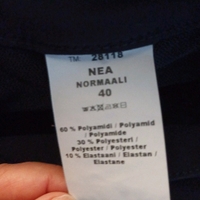 TM. 28118
NEA
NORMAALI
40
60 % Polyamidi / Polyamid
/ Polyamide
30 % Polyesteri /
Polyester / Polyester
10 % Elastaani / Elastan
/ Elastane